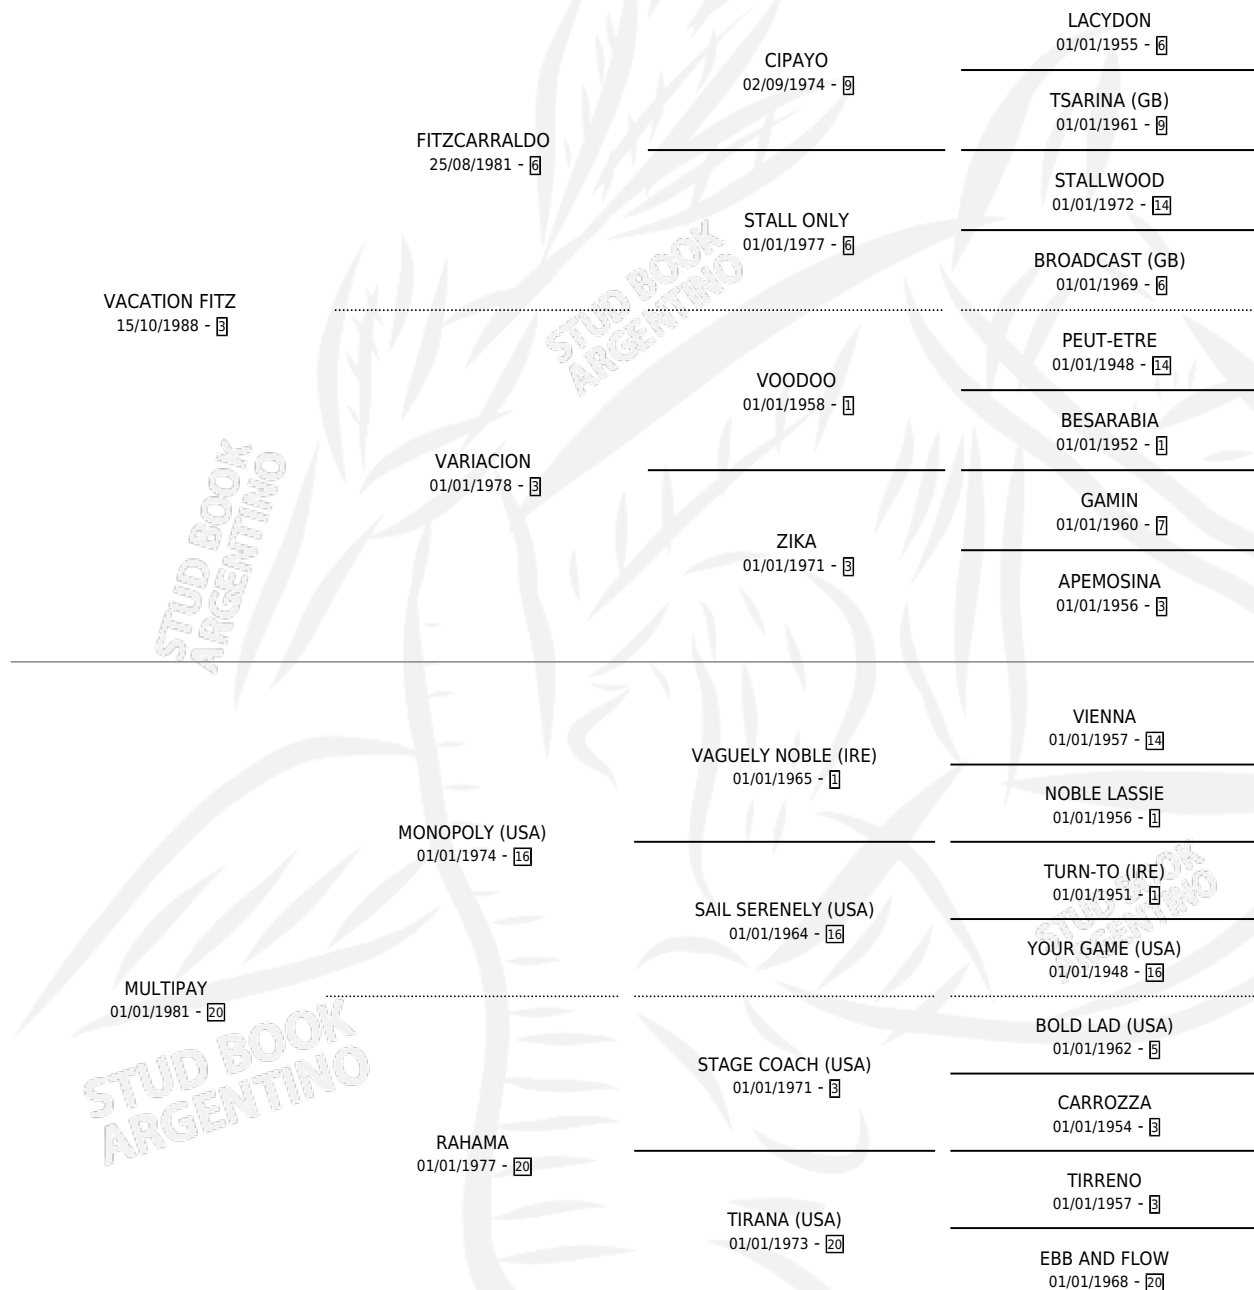 LACYDON
01/01/1955 - 6
CIPAYO
02/09/1974 - 9
TSARINA (GB)
01/01/1961 - 9
FITZCARRALDO
25/08/1981 - 6
STALLWOOD
01/01/1972 - 14
STALL ONLY
01/01/1977 - 6
BROADCAST (GB)
01/01/1969 - 6
VACATION FITZ
15/10/1988 - 3
STUD BOOK
ARGENTINO
PEUT-ETRE
01/01/1948 - 14
VOODOO
01/01/1958 - 1
BESARABIA
01/01/1952 - 1
VARIACION
01/01/1978 - 3
GAMIN
01/01/1960 - 7
ZIKA
01/01/1971 - 3
APEMOSINA
01/01/1956 - 3
STUD BOOK
ARGENTINO
VIENNA
01/01/1957 - 14
VAGUELY NOBLE (IRE)
01/01/1965 - 1
NOBLE LASSIE
01/01/1956 - 1
MONOPOLY (USA)
01/01/1974 - 16
TURN-TO (IRE)
01/01/1951 - 1
SAIL SERENELY (USA)
01/01/1964 - 16
STUD BOOK
ARGENTINO
YOUR GAME (USA)
01/01/1948 - 16
MULTIPAY
01/01/1981 - 20
BOLD LAD (USA)
01/01/1962 - 5
STAGE COACH (USA)
01/01/1971 - 3
CARROZZA
01/01/1954 - 3
STUD BOOK
ARGENTINO
RAHAMA
01/01/1977 - 20
TIRRENO
01/01/1957 - 3
TIRANA (USA)
01/01/1973 - 20
EBB AND FLOW
01/01/1968 - 20